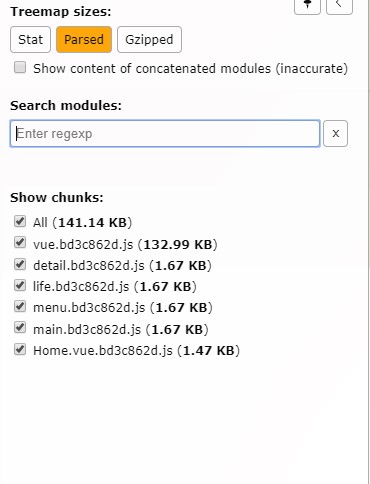 Treemap sizes:
Stat Parsed Gzipped
Show content of concatenated modules (inaccurate)
Search modules:
Enter regexp x
Show chunks:
All (141.14 KB)
vue.bd3c862d.js (132.99 KB)
detail.bd3c862d.js (1.67 KB)
life.bd3c862d.js (1.67 KB)
menu.bd3c862d.js (1.67 KB)
main.bd3c862d.js (1.67 KB)
Home.vue.bd3c862d.js (1.47 KB)